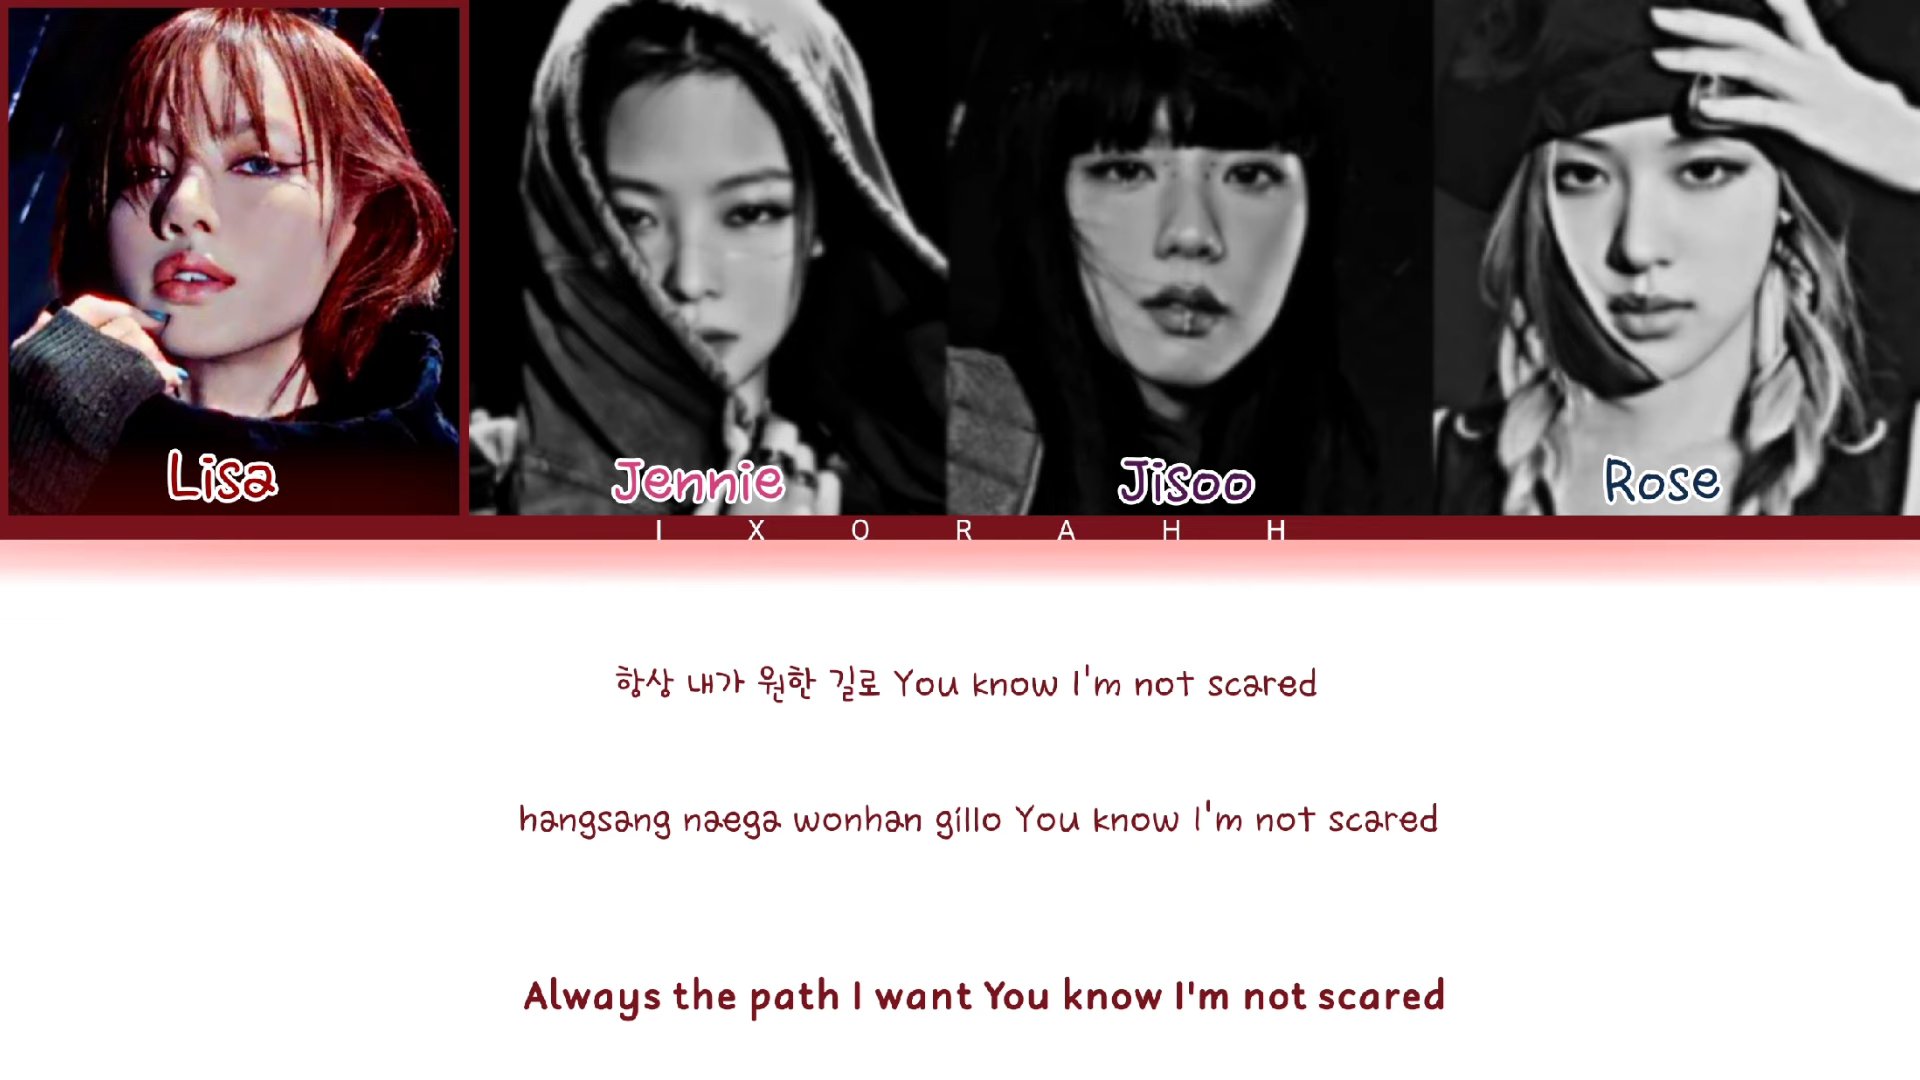 Lisa
Jennie
Jisoo
Rose
I X O R A H H
항상 내가 원한 길로 You know I'm not scared
hangsang naega wonhan gillo You know I'm not scared
Always the path I want You know I'm not scared